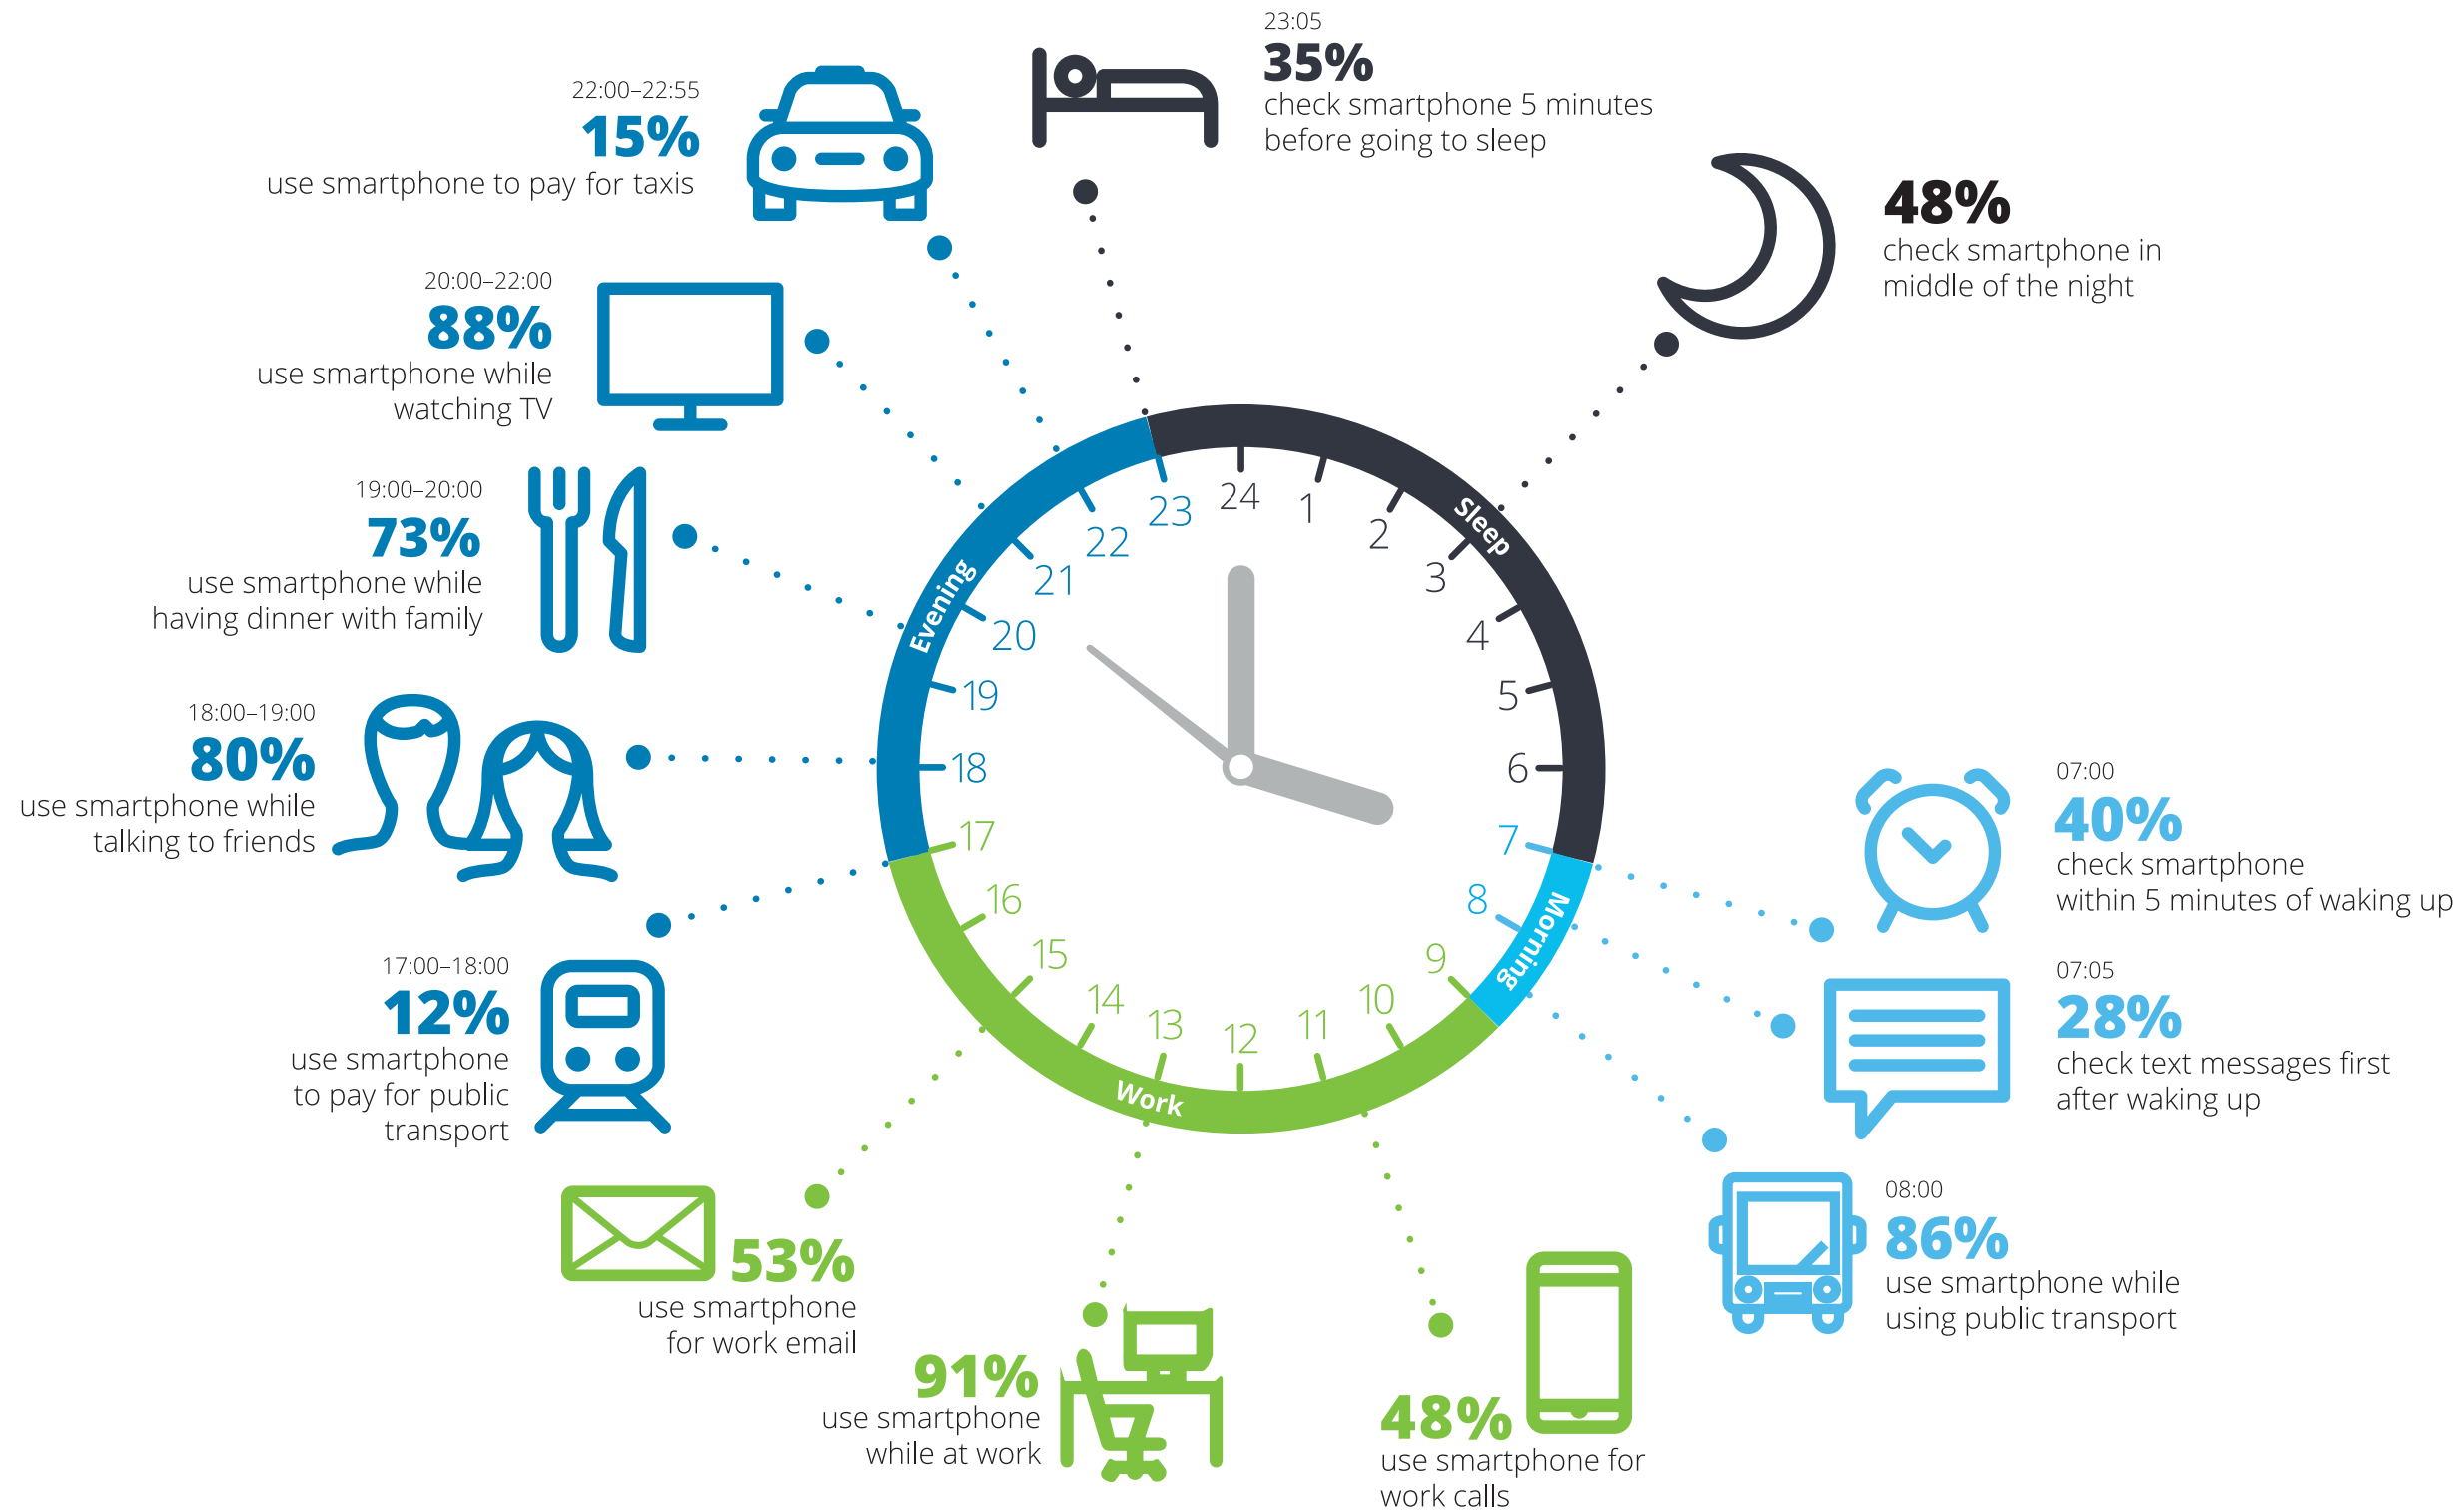 23:05
35%
check smartphone 5 minutes
before going to sleep
48%
check smartphone in
middle of the night
07:00
40%
check smartphone
within 5 minutes of waking up
07:05
28%
check text messages first
after waking up
08:00
86%
use smartphone while
using public transport
48%
use smartphone for
work calls
91%
use smartphone
while at work
53%
use smartphone
for work email
17:00–18:00
12%
use smartphone
to pay for public
transport
18:00–19:00
80%
use smartphone while
talking to friends
19:00–20:00
73%
use smartphone while
having dinner with family
20:00–22:00
88%
use smartphone while
watching TV
22:00–22:55
15%
use smartphone to pay for taxis
Sleep
Morning
Work
Evening
24
1
2
3
4
5
6
7
8
9
10
11
12
13
14
15
16
17
18
19
20
21
22
23